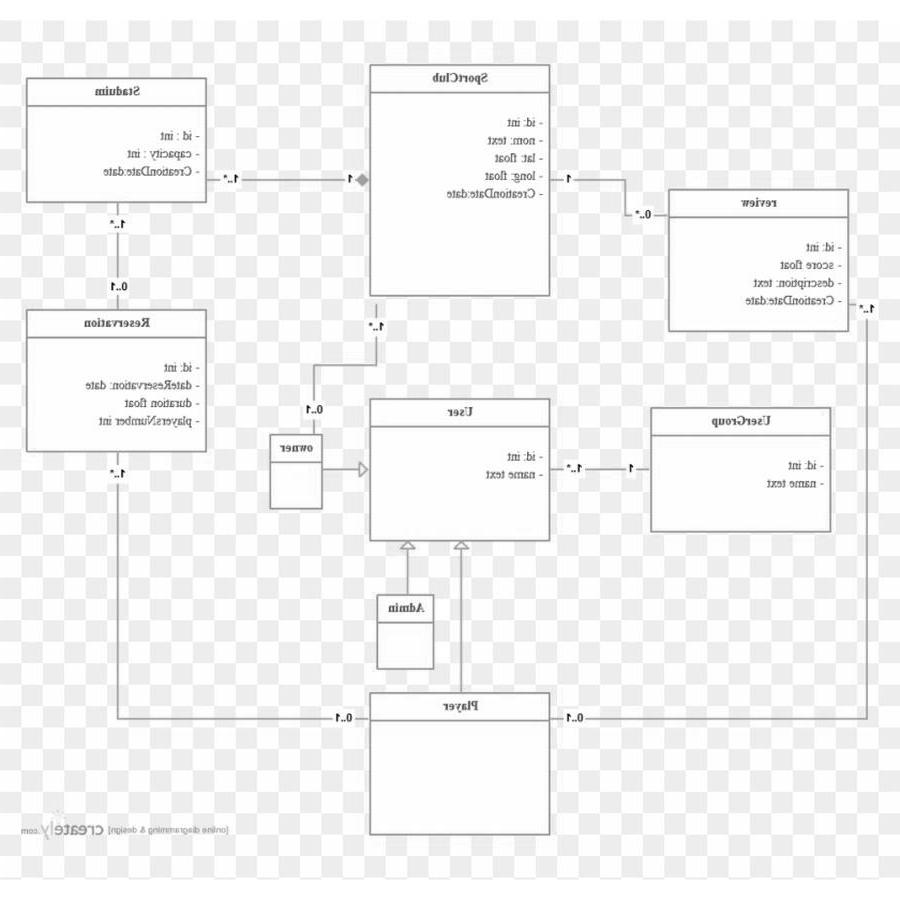 Staduim
- id : int
- capacity : int
- CreationDate:date
1..*
1
SportClub
- id: int
- nom: text
- lat: float
- long: float
- CreationDate:date
1
0..*
review
- id: int
- score float
- description: text
- CreationDate:date
1..*
1..*
0..1
Reservation
- id: int
- dateReservation: date
- duration float
- playersNumber int
1..*
1..*
0..1
owner
User
- id: int
- name text
1..*
1
UserGroup
- id: int
- name text
Admin
Player
0..1
0..1
[online diagramming & design] creately.com